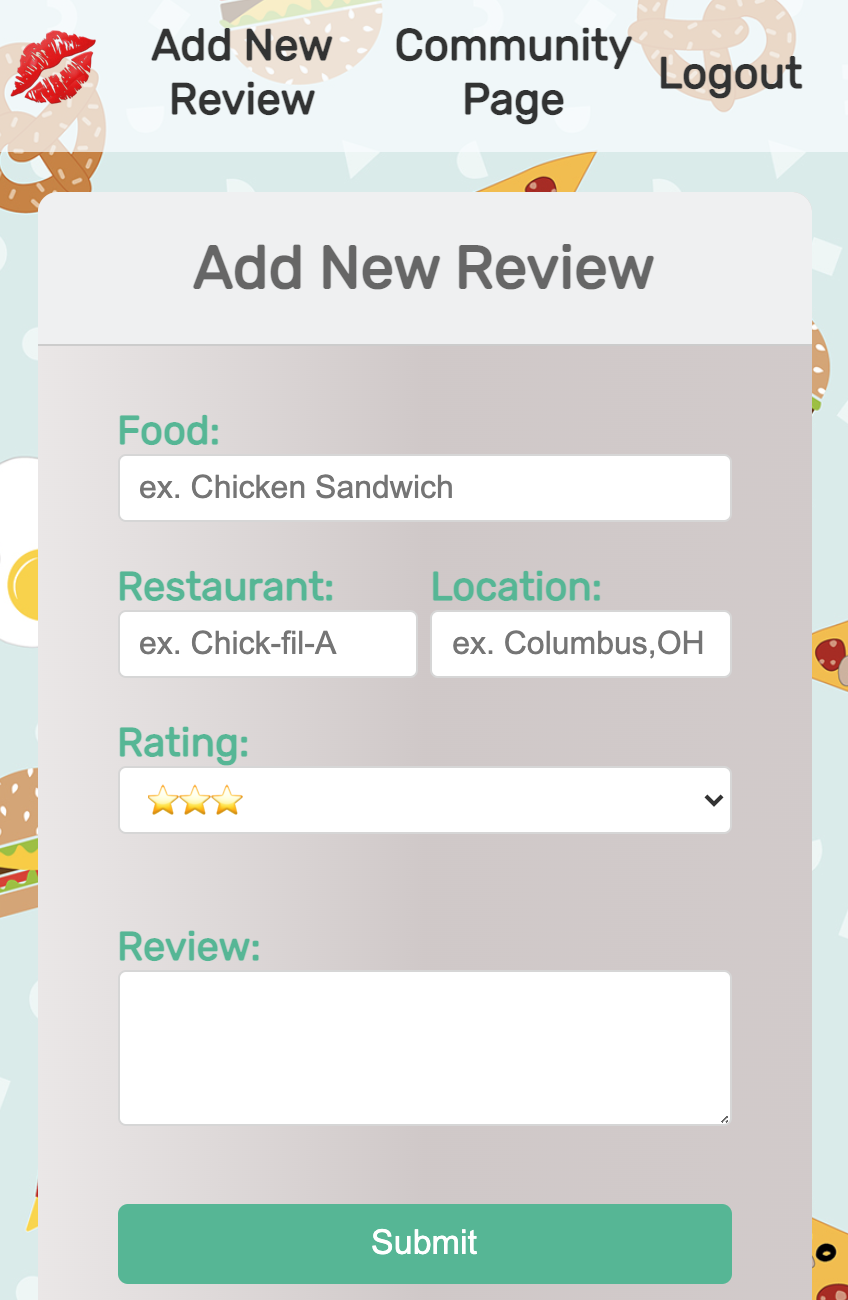 Add New
Review
Community
Page
Logout
Add New Review
Food:
ex. Chicken Sandwich
Restaurant:
Location:
ex. Chick-fil-A
ex. Columbus,OH
Rating:
⭐⭐⭐
Review:
Submit